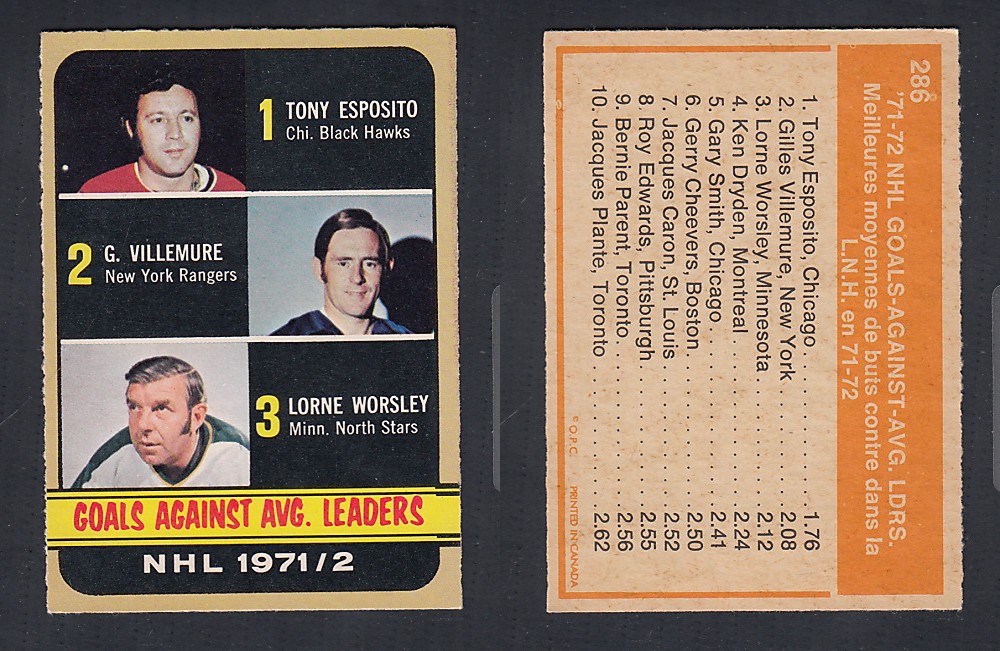 1 TONY ESPOSITO
Chi. Black Hawks
2 G. VILLEMURE
New York Rangers
3 LORNE WORSLEY
Minn. North Stars
GOALS AGAINST AVG. LEADERS
NHL 1971/2
286
'71-72 NHL GOALS-AGAINST-AVG. LDRS.
Meilleures moyennes de buts contre dans la
L.N.H. en 71-72
1. Tony Esposito, Chicago . . . . . . . . . . . . 1.76
2. Gilles Villemure, New York . . . . . . . . . 2.08
3. Lorne Worsley, Minnesota . . . . . . . . . 2.12
4. Ken Dryden, Montreal . . . . . . . . . . . . 2.24
5. Gary Smith, Chicago . . . . . . . . . . . . . 2.41
6. Gerry Cheevers, Boston . . . . . . . . . . . 2.50
7. Jacques Caron, St. Louis . . . . . . . . . . 2.52
8. Roy Edwards, Pittsburgh . . . . . . . . . . 2.55
9. Bernie Parent, Toronto . . . . . . . . . . . . 2.56
10. Jacques Plante, Toronto . . . . . . . . . . 2.62
© O.P.C. PRINTED IN CANADA